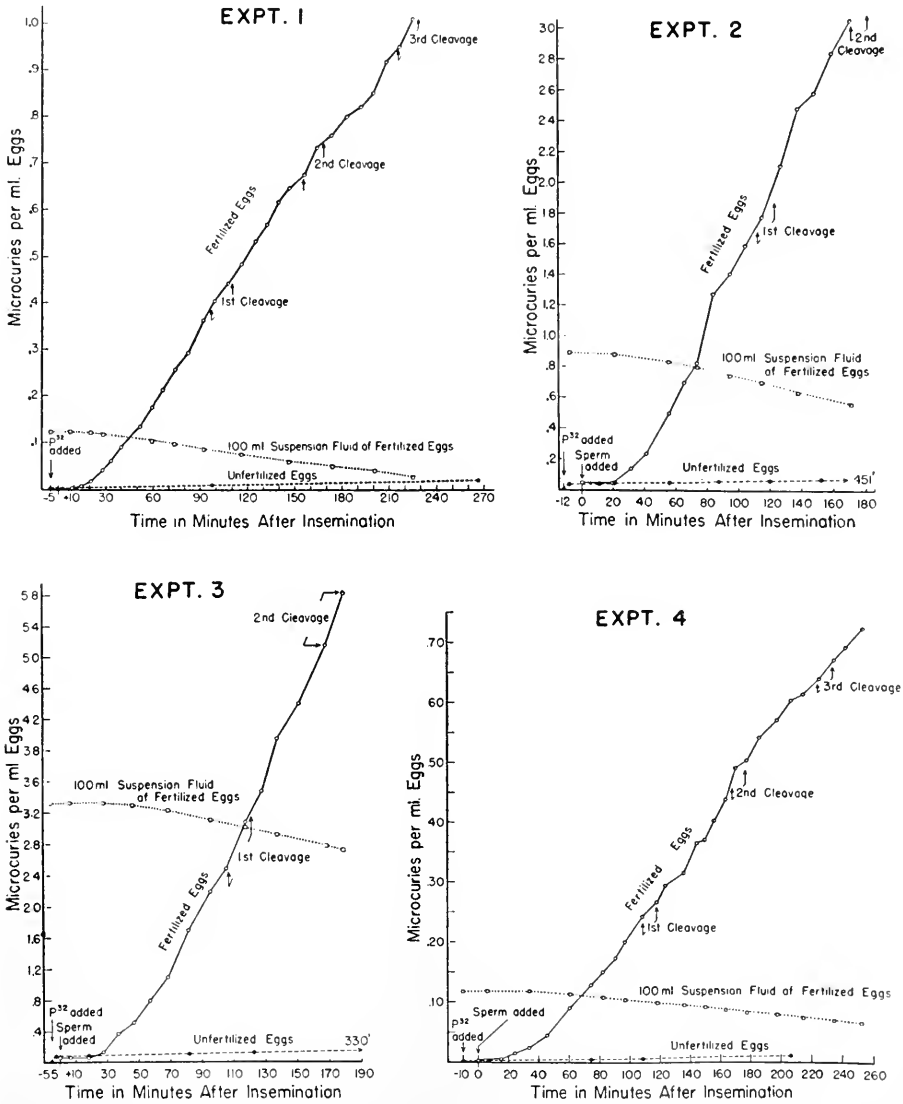 EXPT. 1
Microcuries per ml. Eggs
1.0
.9
.8
.7
.6
.5
.4
.3
.2
.1
3rd Cleavage
2nd Cleavage
Fertilized Eggs
1st Cleavage
P32 added
100 ml Suspension Fluid of Fertilized Eggs
Unfertilized Eggs
-5 +10 30 60 90 120 150 180 210 240 270
Time in Minutes After Insemination
EXPT. 2
Microcuries per ml. Eggs
3.0
2.8
2.6
2.4
2.2
2.0
1.8
1.6
1.4
1.2
1.0
.8
.6
.4
.2
2nd
Cleavage
Fertilized Eggs
1st Cleavage
100 ml Suspension Fluid
of Fertilized Eggs
P32 added
Sperm
added
Unfertilized Eggs
451'
-12 0 20 40 60 80 100 120 140 160 180
Time in Minutes After Insemination
EXPT. 3
Microcuries per ml Eggs
5.8
5.4
5.0
4.6
4.2
3.8
3.6
3.2
2.8
2.4
2.0
1.6
1.2
.8
.4
2nd Cleavage
100 ml Suspension Fluid
of Fertilized Eggs
1st Cleavage
Fertilized Eggs
P32 added
Sperm
added
Unfertilized Eggs
330'
-5 5 +10 30 50 70 90 110 130 150 170 190
Time in Minutes After Insemination
EXPT. 4
Microcuries per ml. Eggs
.70
.60
.50
.40
.30
.20
.10
3rd Cleavage
2nd Cleavage
Fertilized Eggs
1st Cleavage
100 ml Suspension Fluid of Fertilized Eggs
P32
added
Sperm added
Unfertilized Eggs
-10 0 20 40 60 80 100 120 140 160 180 200 220 240 260
Time in Minutes After Insemination